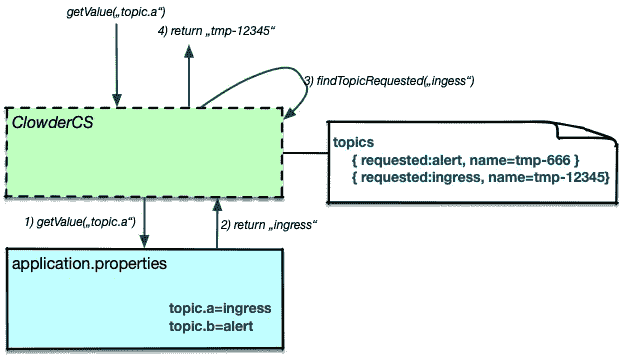 getValue(„topic.a“)
4) return „tmp-12345“
3) findTopicRequested(„ingess“)
ClowderCS
topics
{ requested:alert, name=tmp-666 }
{ requested:ingress, name=tmp-12345}
1) getValue(„topic.a“)
2) return „ingress“
application.properties
topic.a=ingress
topic.b=alert